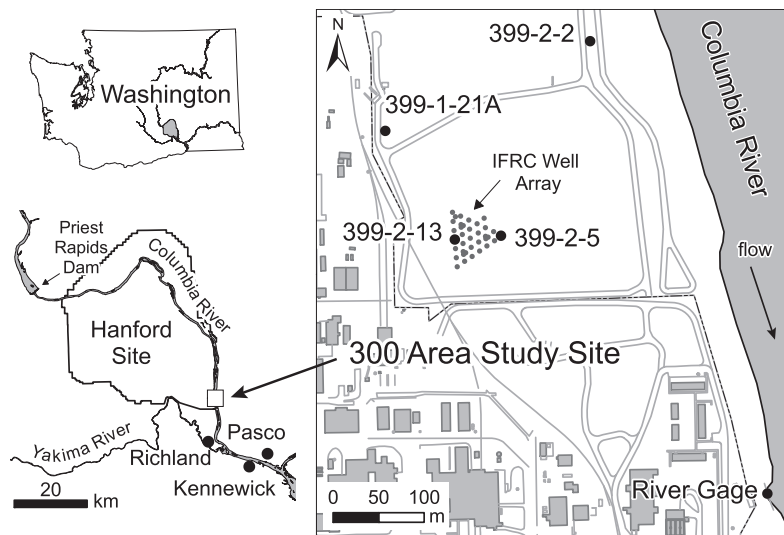 Washington
Priest
Rapids
Dam
Columbia River
Hanford
Site
Yakima River
Richland
Pasco
Kennewick
20
km
300 Area Study Site
N
399-2-2
399-1-21A
IFRC Well
Array
399-2-13
399-2-5
Columbia River
flow
River Gage
0 50 100
m